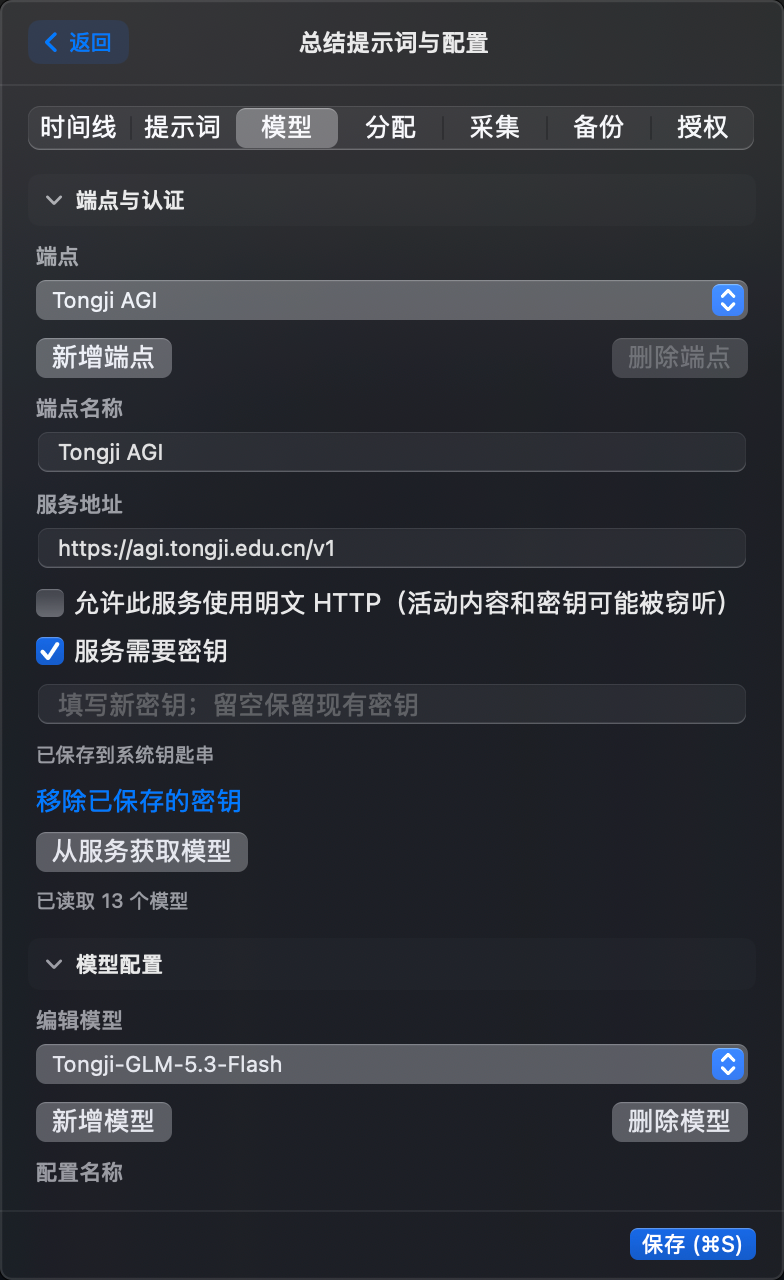 返回
总结提示词与配置
时间线 提示词 模型 分配 采集 备份 授权
端点与认证
端点
Tongji AGI
新增端点 删除端点
端点名称
Tongji AGI
服务地址
https://agi.tongji.edu.cn/v1
允许此服务使用明文 HTTP（活动内容和密钥可能被窃听）
服务需要密钥
填写新密钥；留空保留现有密钥
已保存到系统钥匙串
移除已保存的密钥
从服务获取模型
已读取 13 个模型
模型配置
编辑模型
Tongji-GLM-5.3-Flash
新增模型 删除模型
配置名称
保存 (⌘S)